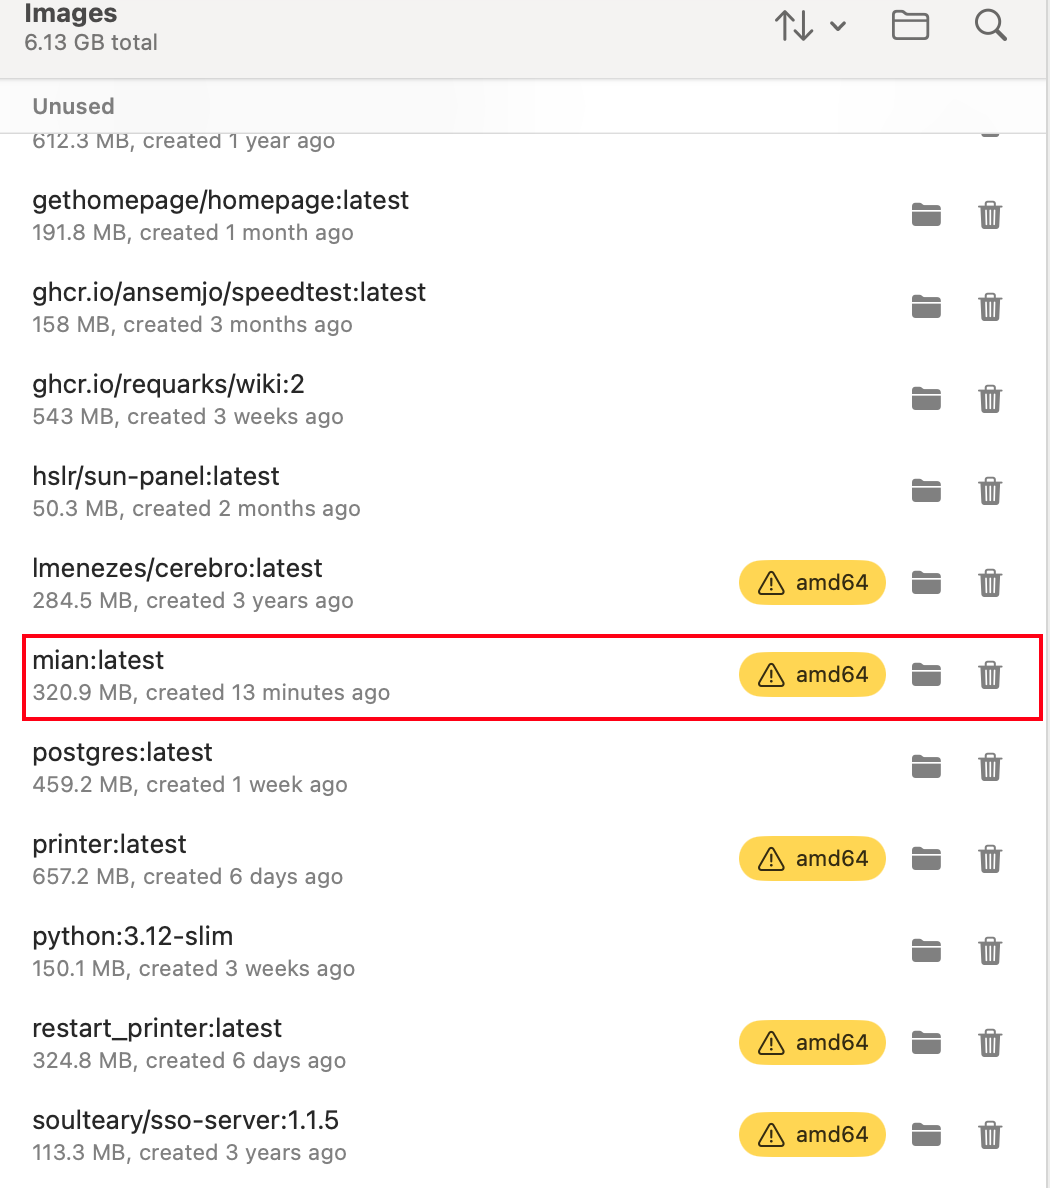 Images
6.13 GB total
Unused
612.3 MB, created 1 year ago
gethomepage/homepage:latest
191.8 MB, created 1 month ago
ghcr.io/ansemjo/speedtest:latest
158 MB, created 3 months ago
ghcr.io/requarks/wiki:2
543 MB, created 3 weeks ago
hslr/sun-panel:latest
50.3 MB, created 2 months ago
lmenezes/cerebro:latest
amd64
284.5 MB, created 3 years ago
mian:latest
amd64
320.9 MB, created 13 minutes ago
postgres:latest
459.2 MB, created 1 week ago
printer:latest
amd64
657.2 MB, created 6 days ago
python:3.12-slim
150.1 MB, created 3 weeks ago
restart_printer:latest
amd64
324.8 MB, created 6 days ago
soulteary/sso-server:1.1.5
amd64
113.3 MB, created 3 years ago